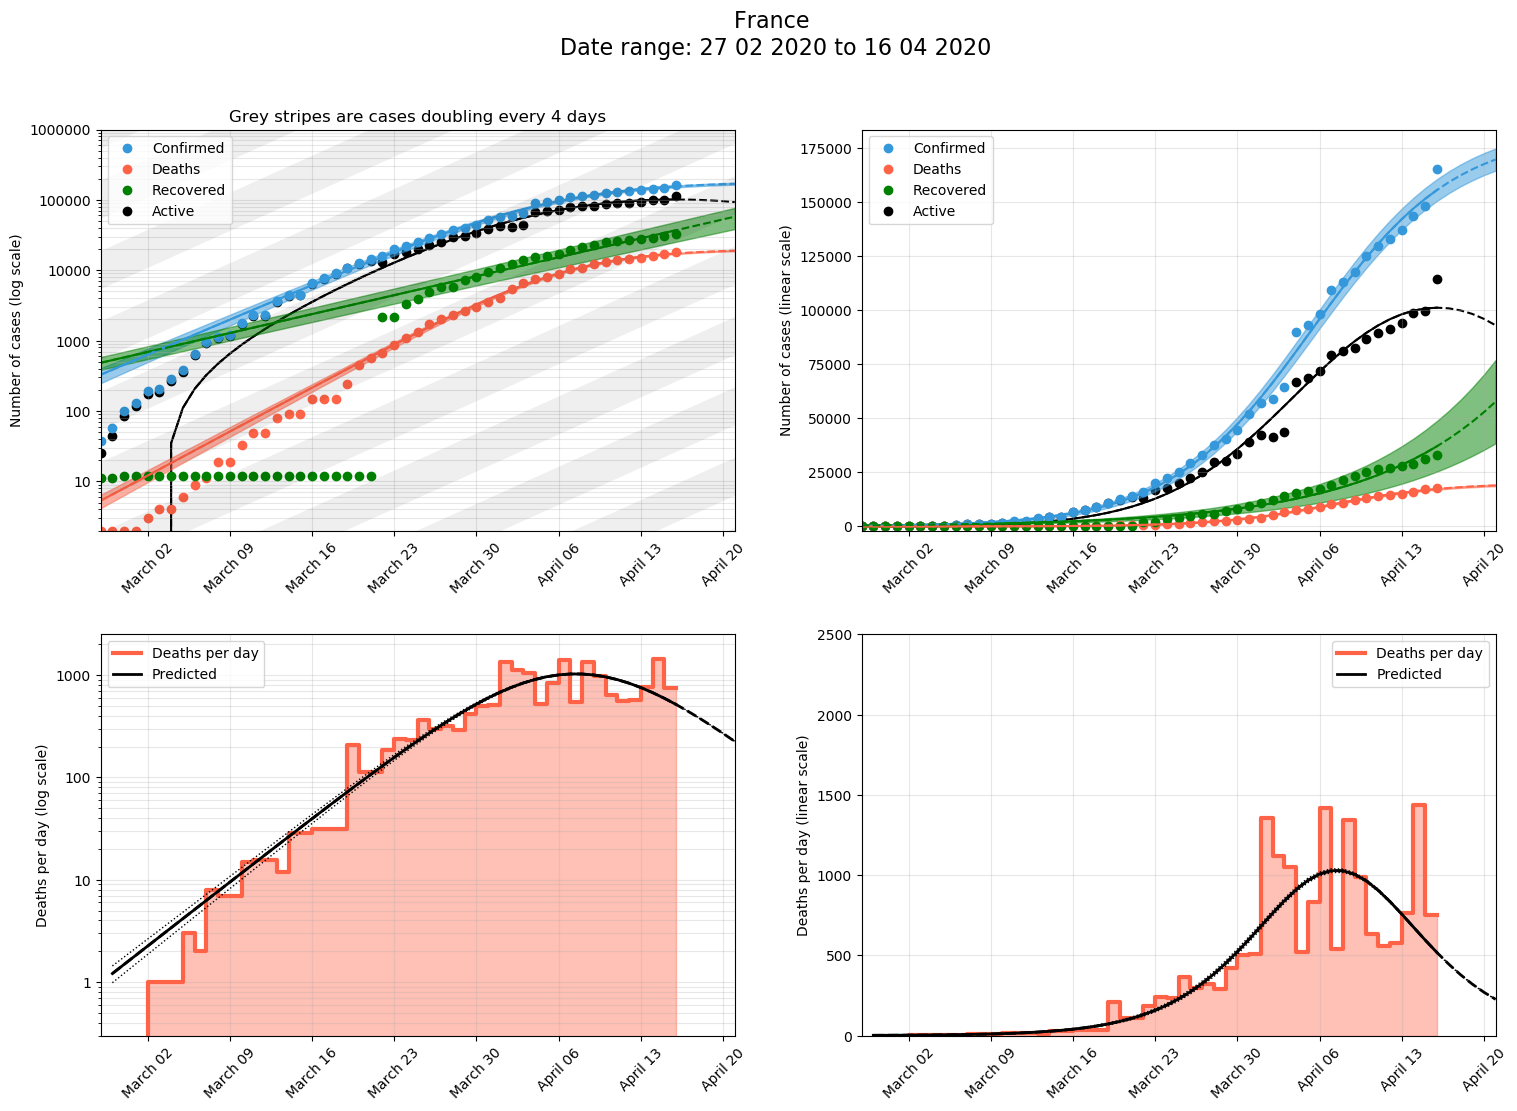 France
Date range: 27 02 2020 to 16 04 2020
Grey stripes are cases doubling every 4 days
Number of cases (log scale)
1000000
100000
10000
1000
100
10
Confirmed
Deaths
Recovered
Active
March 02
March 09
March 16
March 23
March 30
April 06
April 13
April 20
Number of cases (linear scale)
175000
150000
125000
100000
75000
50000
25000
0
Confirmed
Deaths
Recovered
Active
March 02
March 09
March 16
March 23
March 30
April 06
April 13
April 20
Deaths per day (log scale)
1000
100
10
1
Deaths per day
Predicted
March 02
March 09
March 16
March 23
March 30
April 06
April 13
April 20
Deaths per day (linear scale)
2500
2000
1500
1000
500
0
Deaths per day
Predicted
March 02
March 09
March 16
March 23
March 30
April 06
April 13
April 20